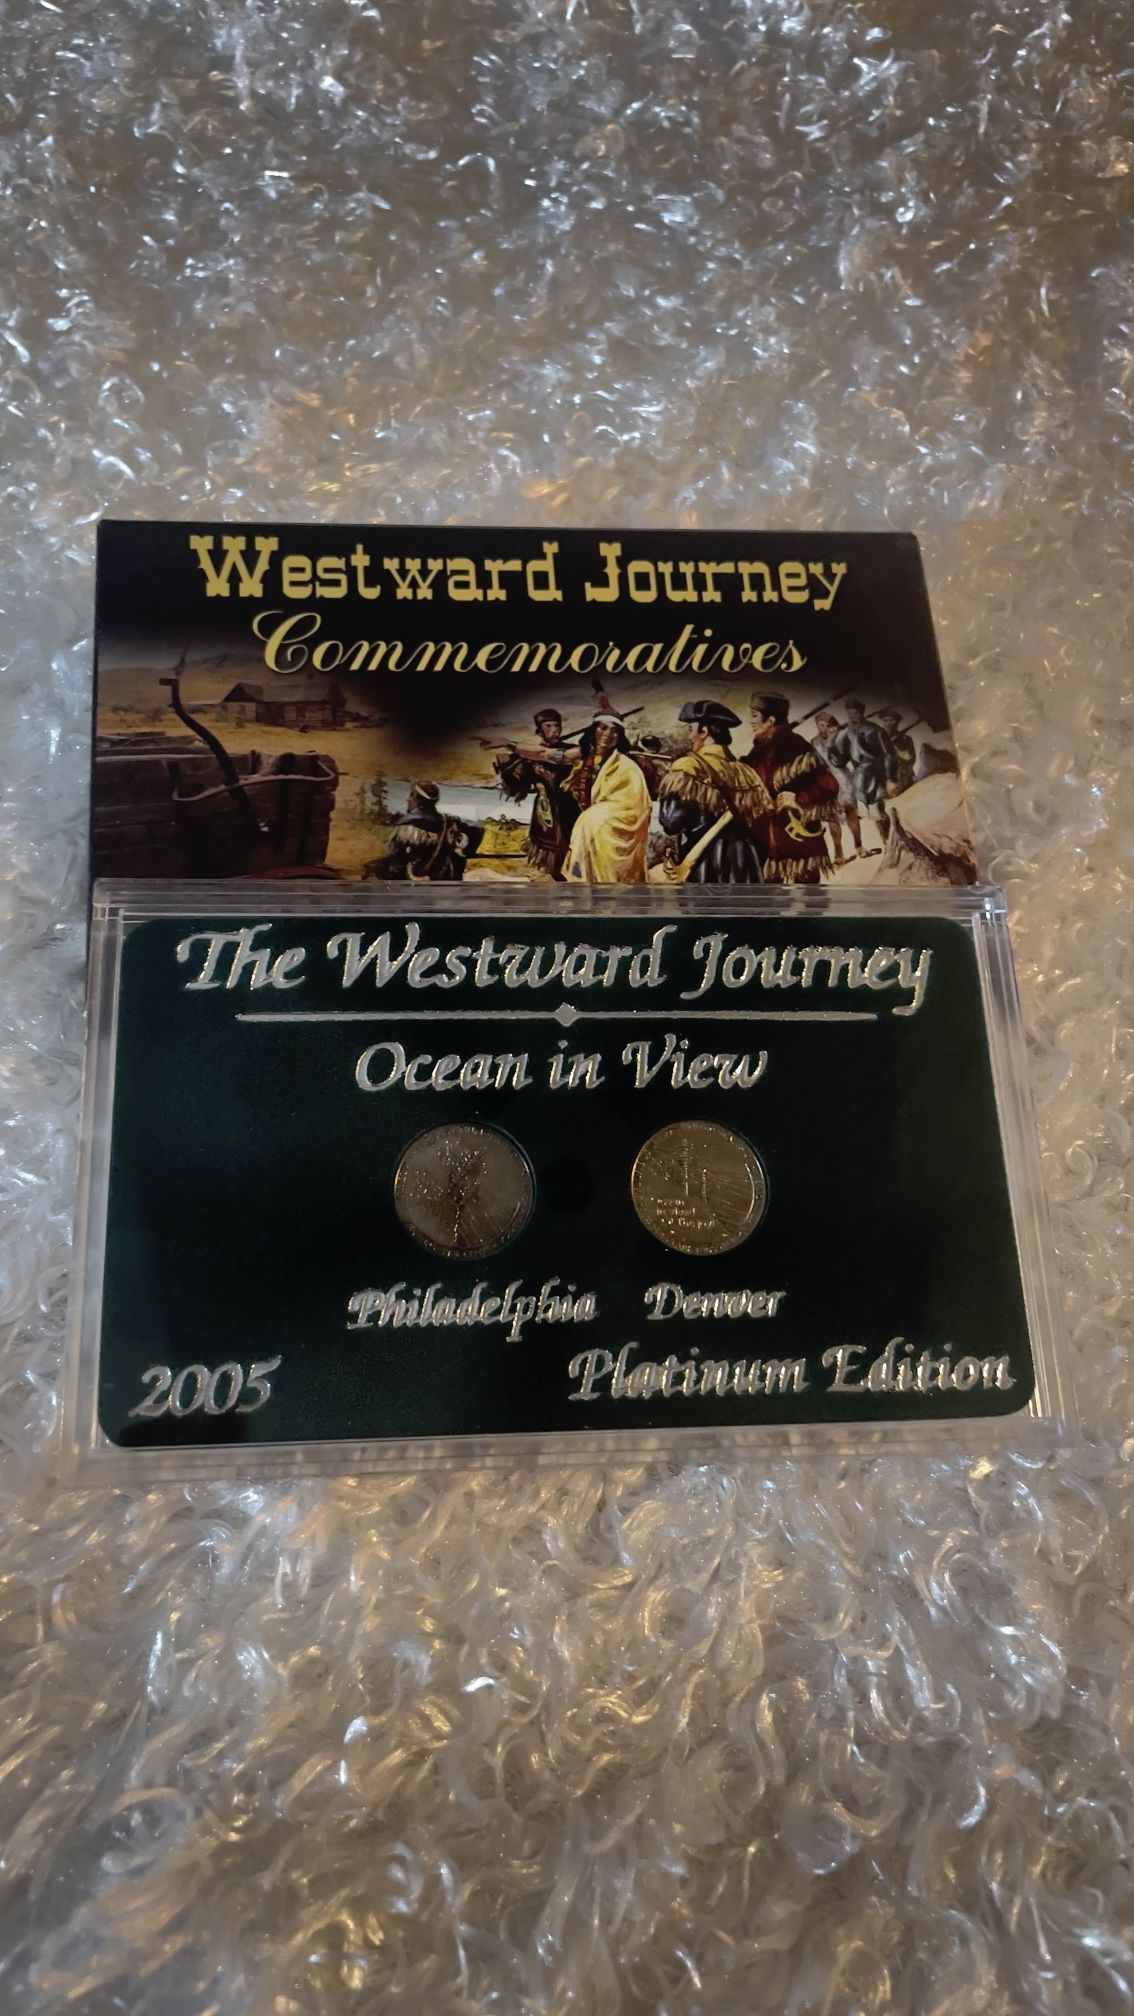 Westward Journey
Commemoratives
The Westward Journey
Ocean in View
Philadelphia Denver
2005 Platinum Edition